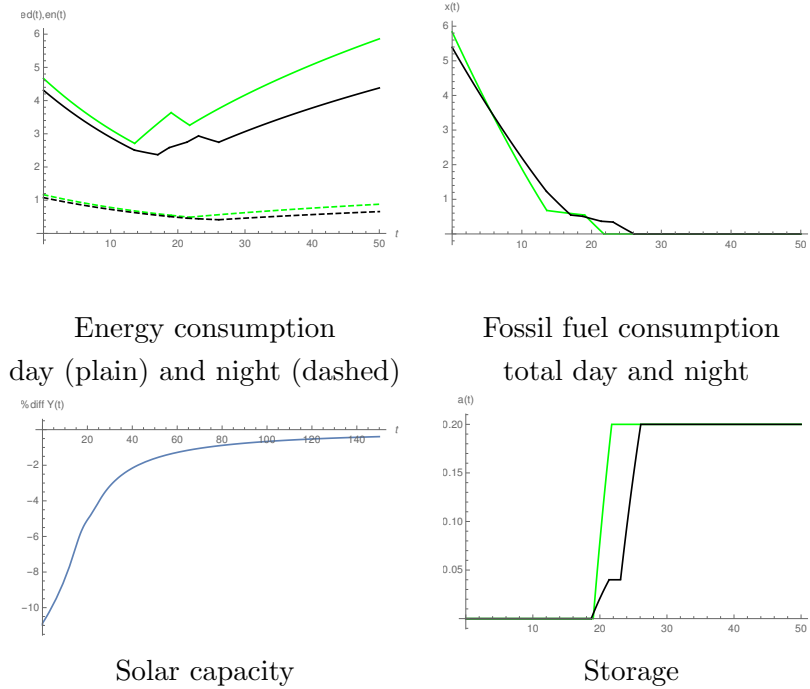 ed(t),en(t)
6
5
4
3
2
1
10 20 30 40 50 t
x(t)
6
5
4
3
2
1
10 20 30 40 50
Energy consumption
day (plain) and night (dashed)
Fossil fuel consumption
total day and night
%diff Y(t)
20 40 60 80 100 120 140 t
−2
−4
−6
−8
−10
a(t)
0.20
0.15
0.10
0.05
10 20 30 40 50
Solar capacity
Storage